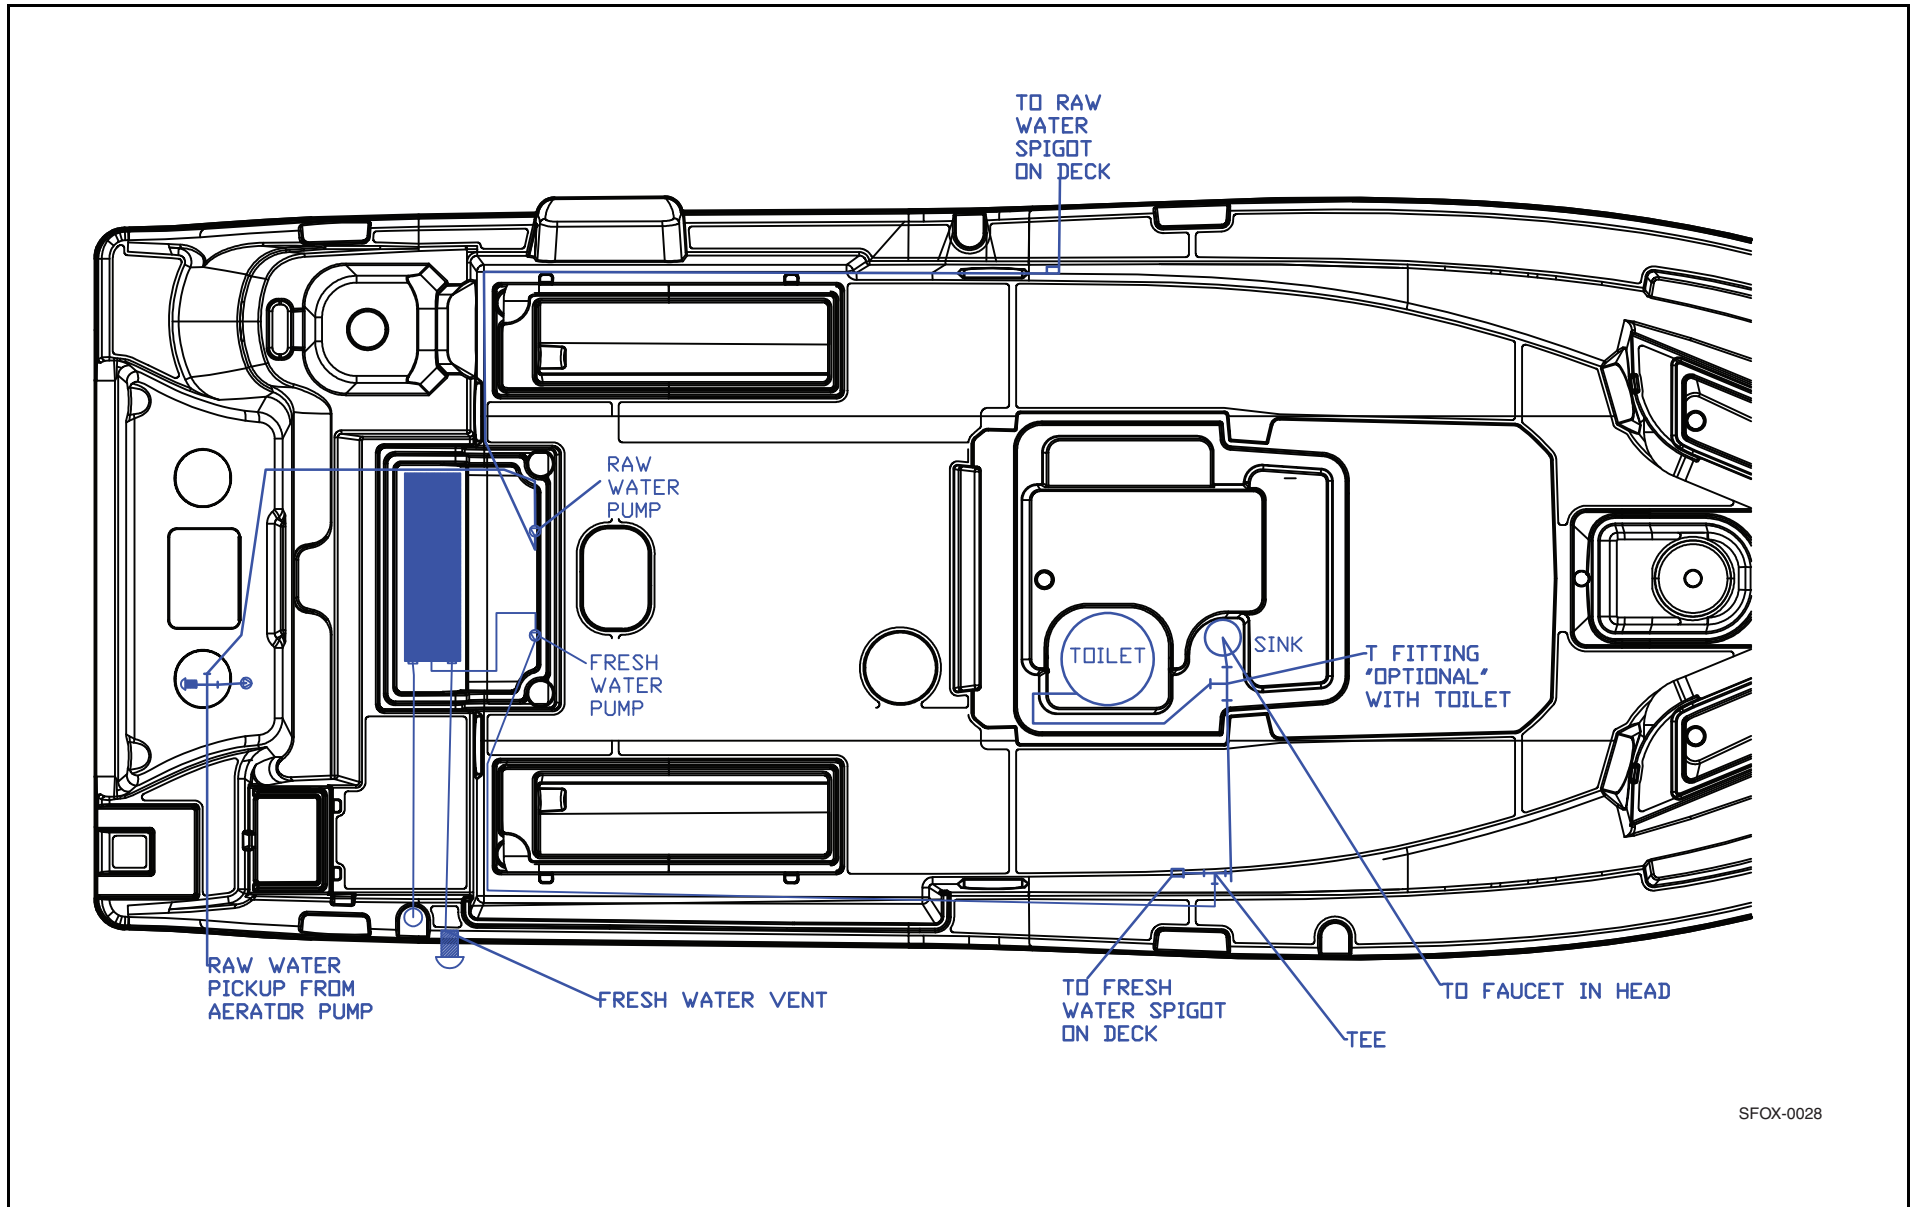 TO RAW
WATER
SPIGOT
ON DECK
RAW
WATER
PUMP
FRESH
WATER
PUMP
TOILET
SINK
T FITTING
"OPTIONAL"
WITH TOILET
RAW WATER
PICKUP FROM
AERATOR PUMP
FRESH WATER VENT
TO FRESH
WATER SPIGOT
ON DECK
TO FAUCET IN HEAD
TEE
SFOX-0028